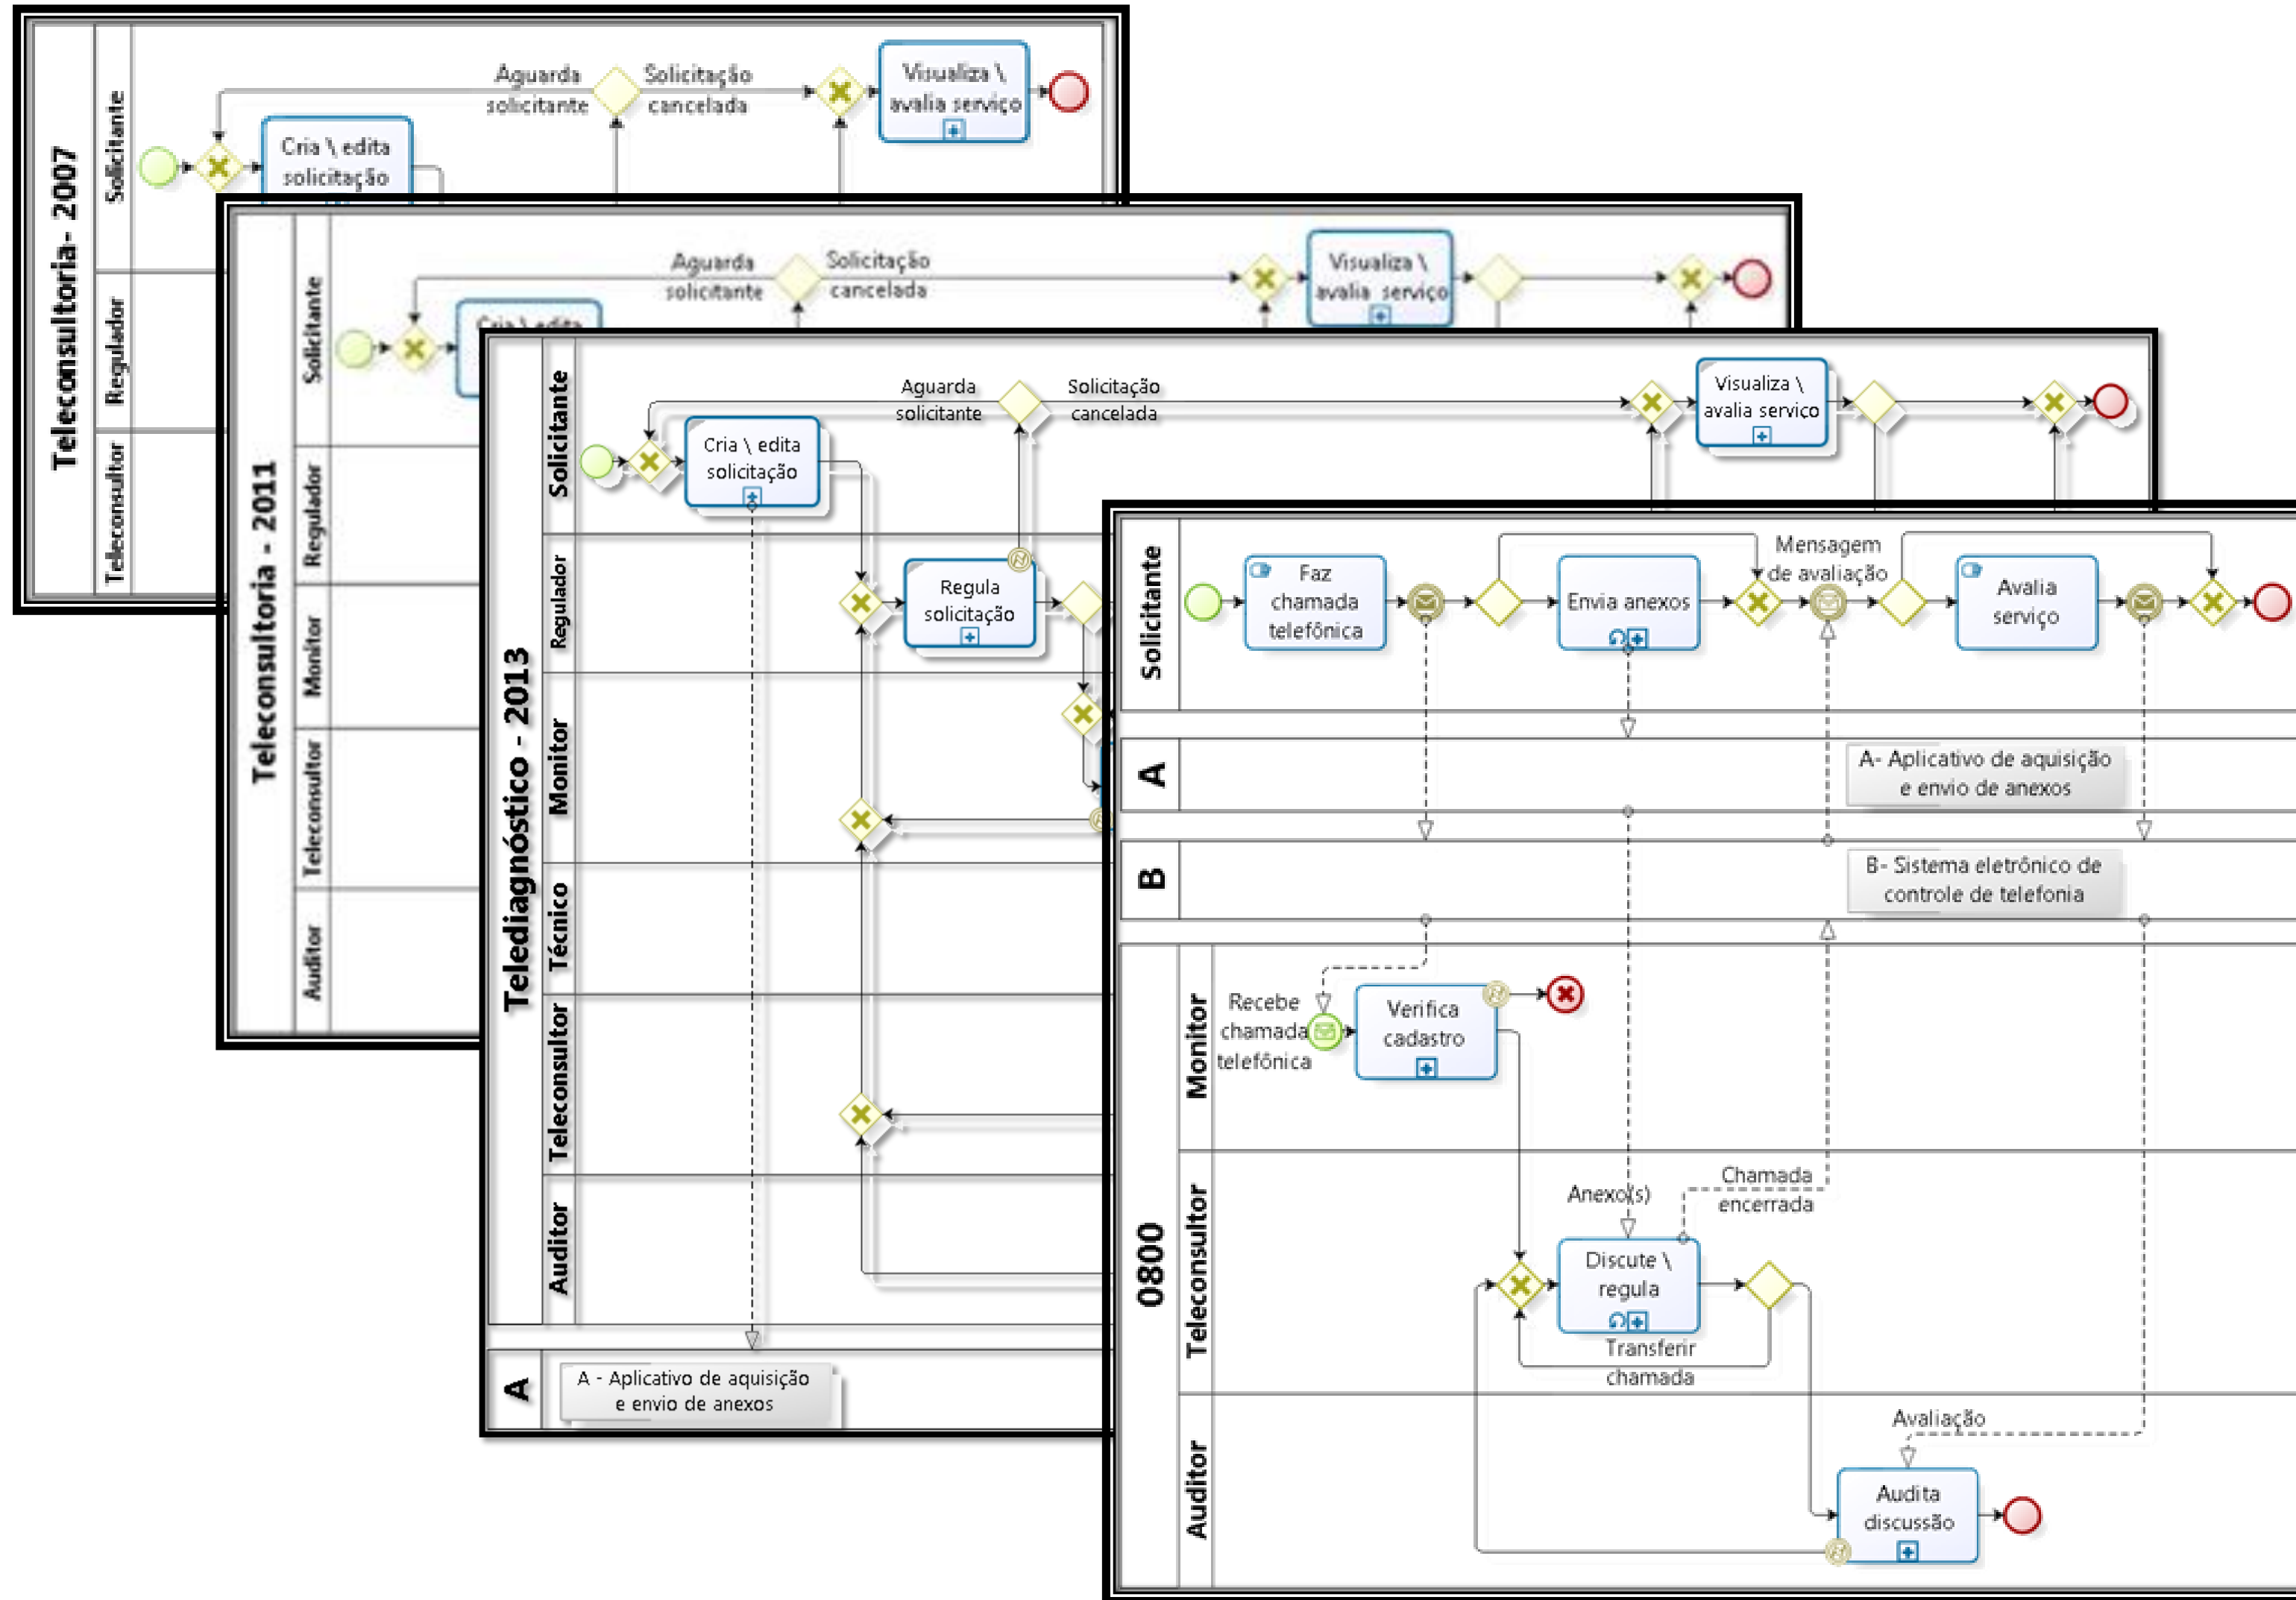 Teleconsultoria- 2007
Solicitante
Regulador
Teleconsultor
Aguarda
solicitante
Solicitação
cancelada
Visualiza \
avalia serviço
Cria \ edita
solicitação
Teleconsultoria - 2011
Solicitante
Regulador
Monitor
Teleconsultor
Auditor
Aguarda
solicitante
Solicitação
cancelada
Visualiza \
avalia serviço
Cria \ edita
Telediagnóstico - 2013
Solicitante
Regulador
Monitor
Técnico
Teleconsultor
Auditor
Aguarda
solicitante
Solicitação
cancelada
Visualiza \
avalia serviço
Cria \ edita
solicitação
Regula
solicitação
A
A - Aplicativo de aquisição
e envio de anexos
Solicitante
Faz
chamada
telefônica
Envia anexos
Mensagem
de avaliação
Avalia
serviço
A
A- Aplicativo de aquisição
e envio de anexos
B
B- Sistema eletrônico de
controle de telefonia
0800
Monitor
Recebe
chamada
telefônica
Verifica
cadastro
Teleconsultor
Anexo(s)
Chamada
encerrada
Discute \
regula
Transferir
chamada
Auditor
Avaliação
Audita
discussão